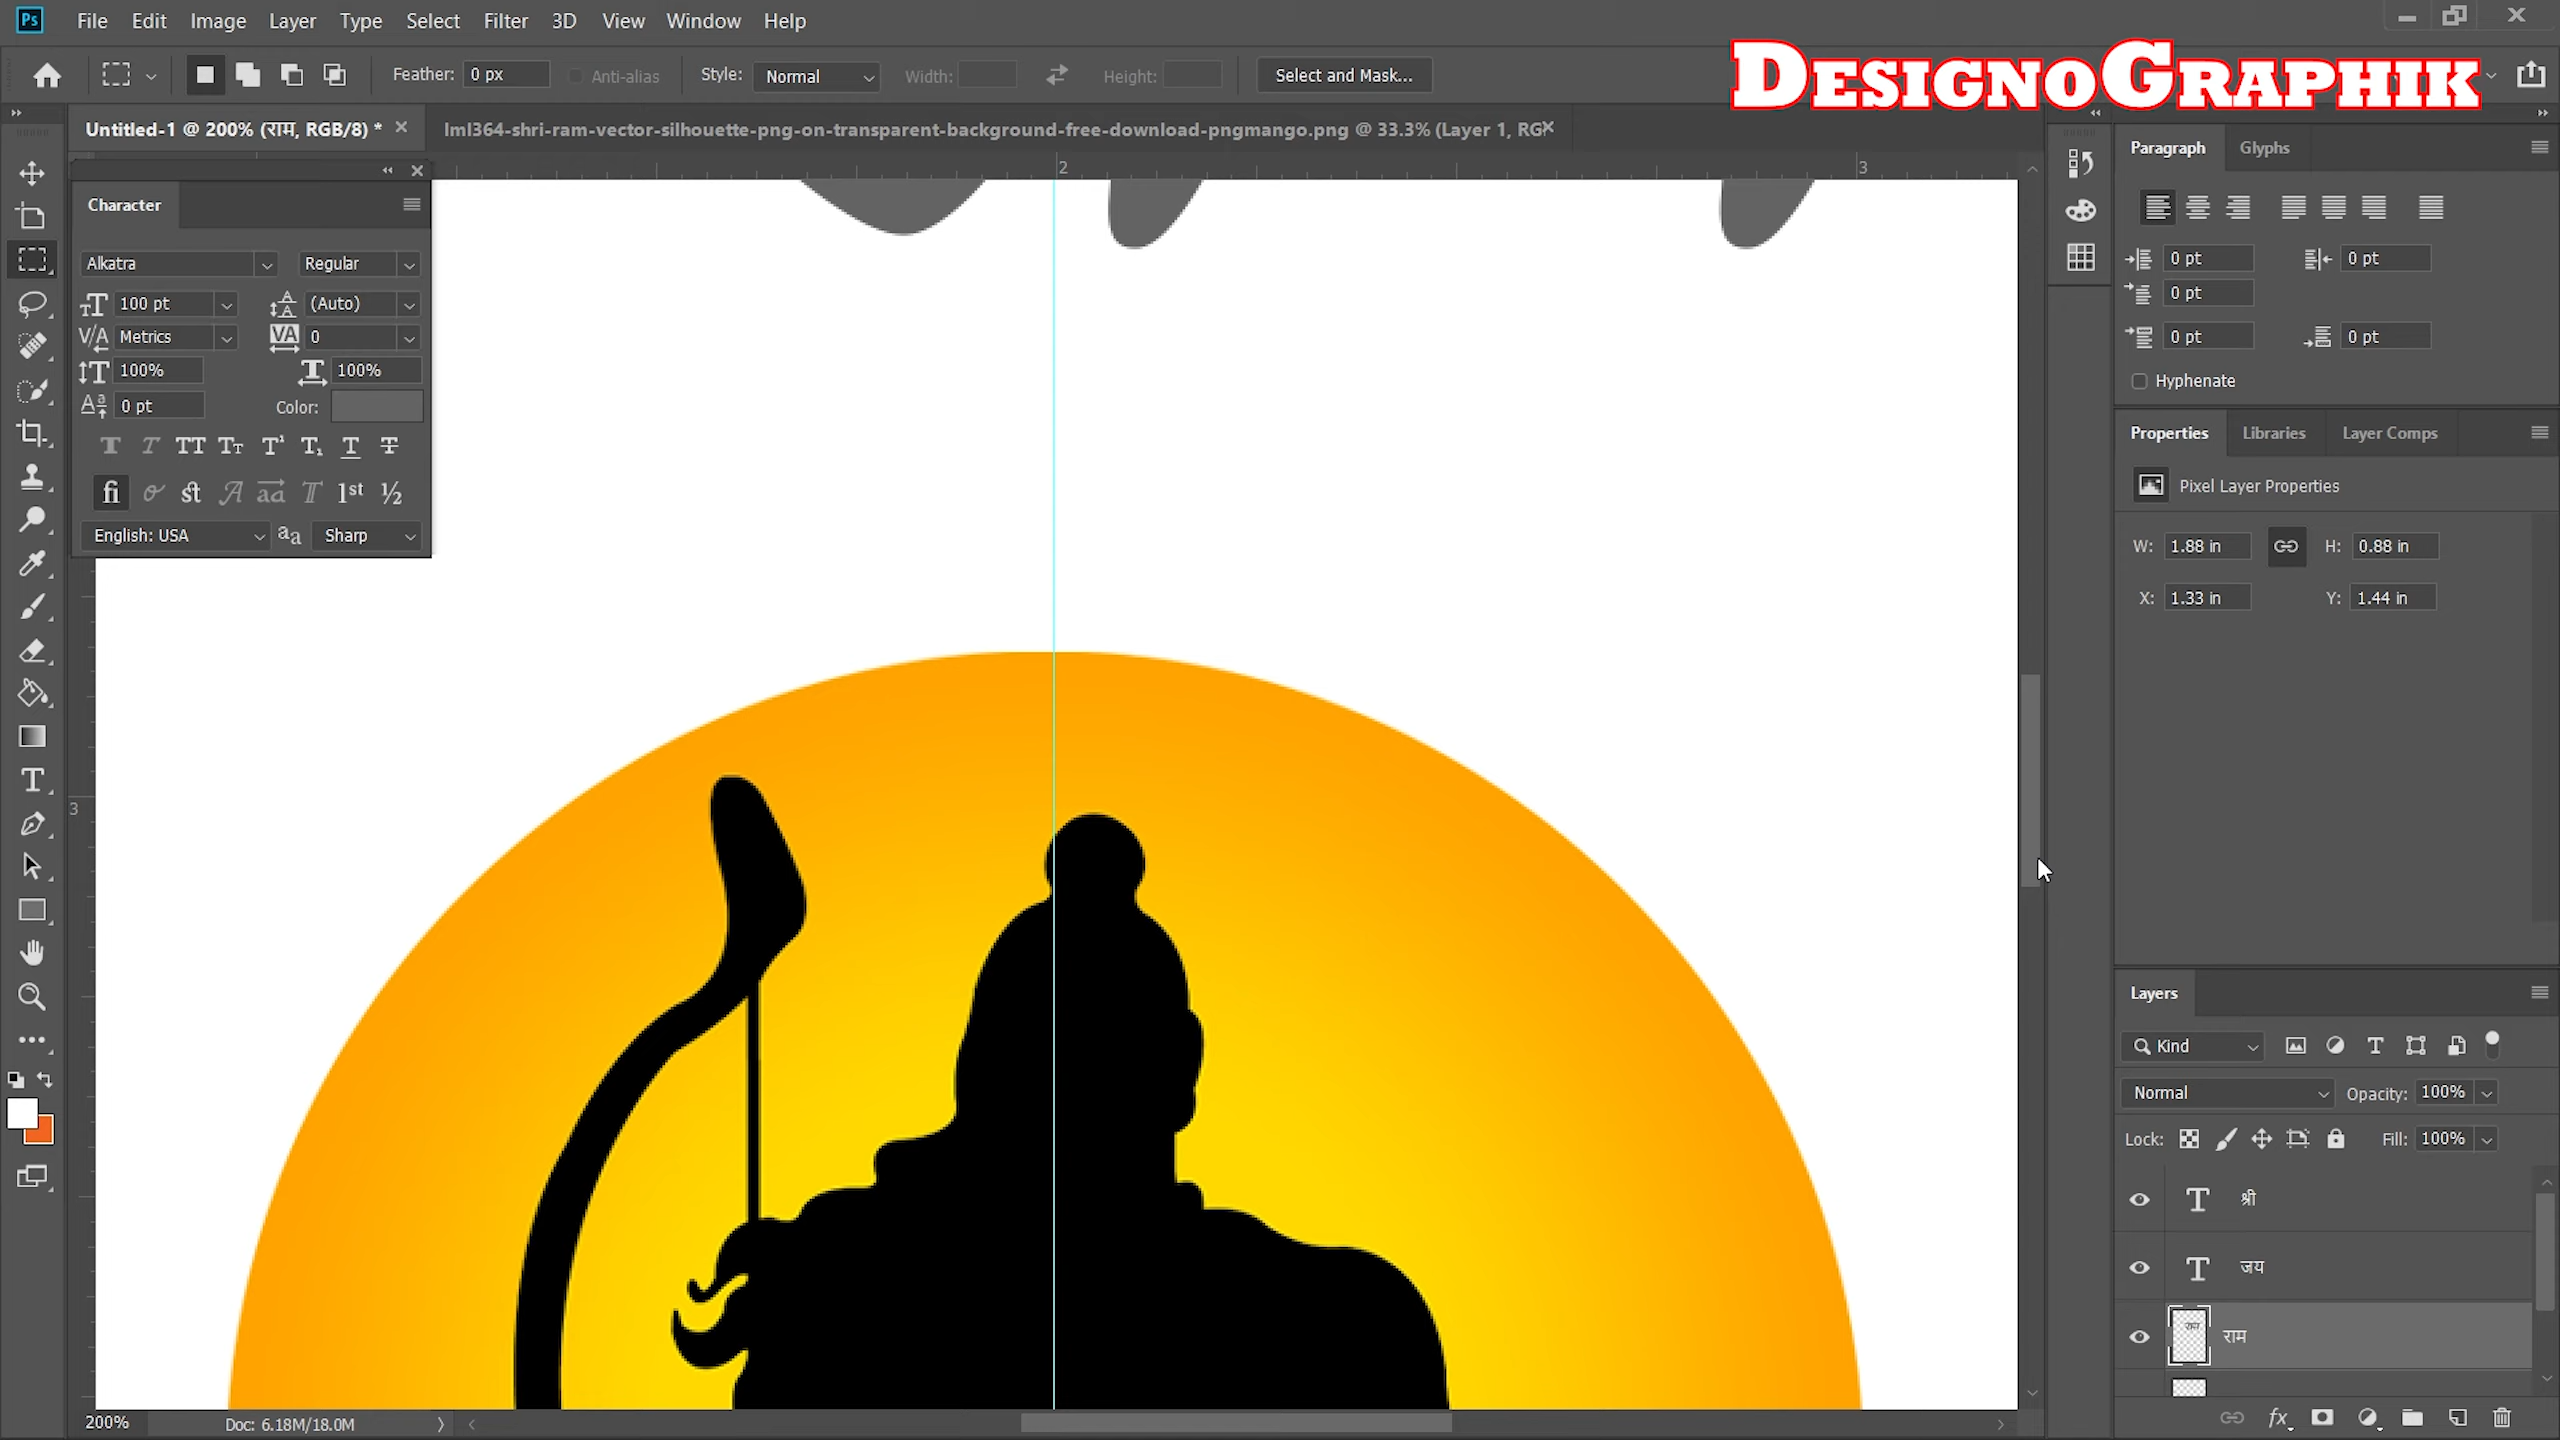 Ps File Edit Image Layer Type Select Filter 3D View Window Help
Feather: 0 px Anti-alias Style: Normal Width: Height: Select and Mask...
DESIGNOGRAPHIK
Untitled-1 @ 200% (राम, RGB/8) *
lml364-shri-ram-vector-silhouette-png-on-transparent-background-free-download-pngmango.png @ 33.3% (Layer 1, RG
2 3
3
Character
Alkatra Regular
100 pt (Auto)
Metrics 0
100% 100%
0 pt Color:
English: USA Sharp
Paragraph Glyphs
0 pt 0 pt
0 pt
0 pt 0 pt
Hyphenate
Properties Libraries Layer Comps
Pixel Layer Properties
W: 1.88 in H: 0.88 in
X: 1.33 in Y: 1.44 in
Layers
Kind
Normal Opacity: 100%
Lock: Fill: 100%
श्री
जय
राम
200% Doc: 6.18M/18.0M